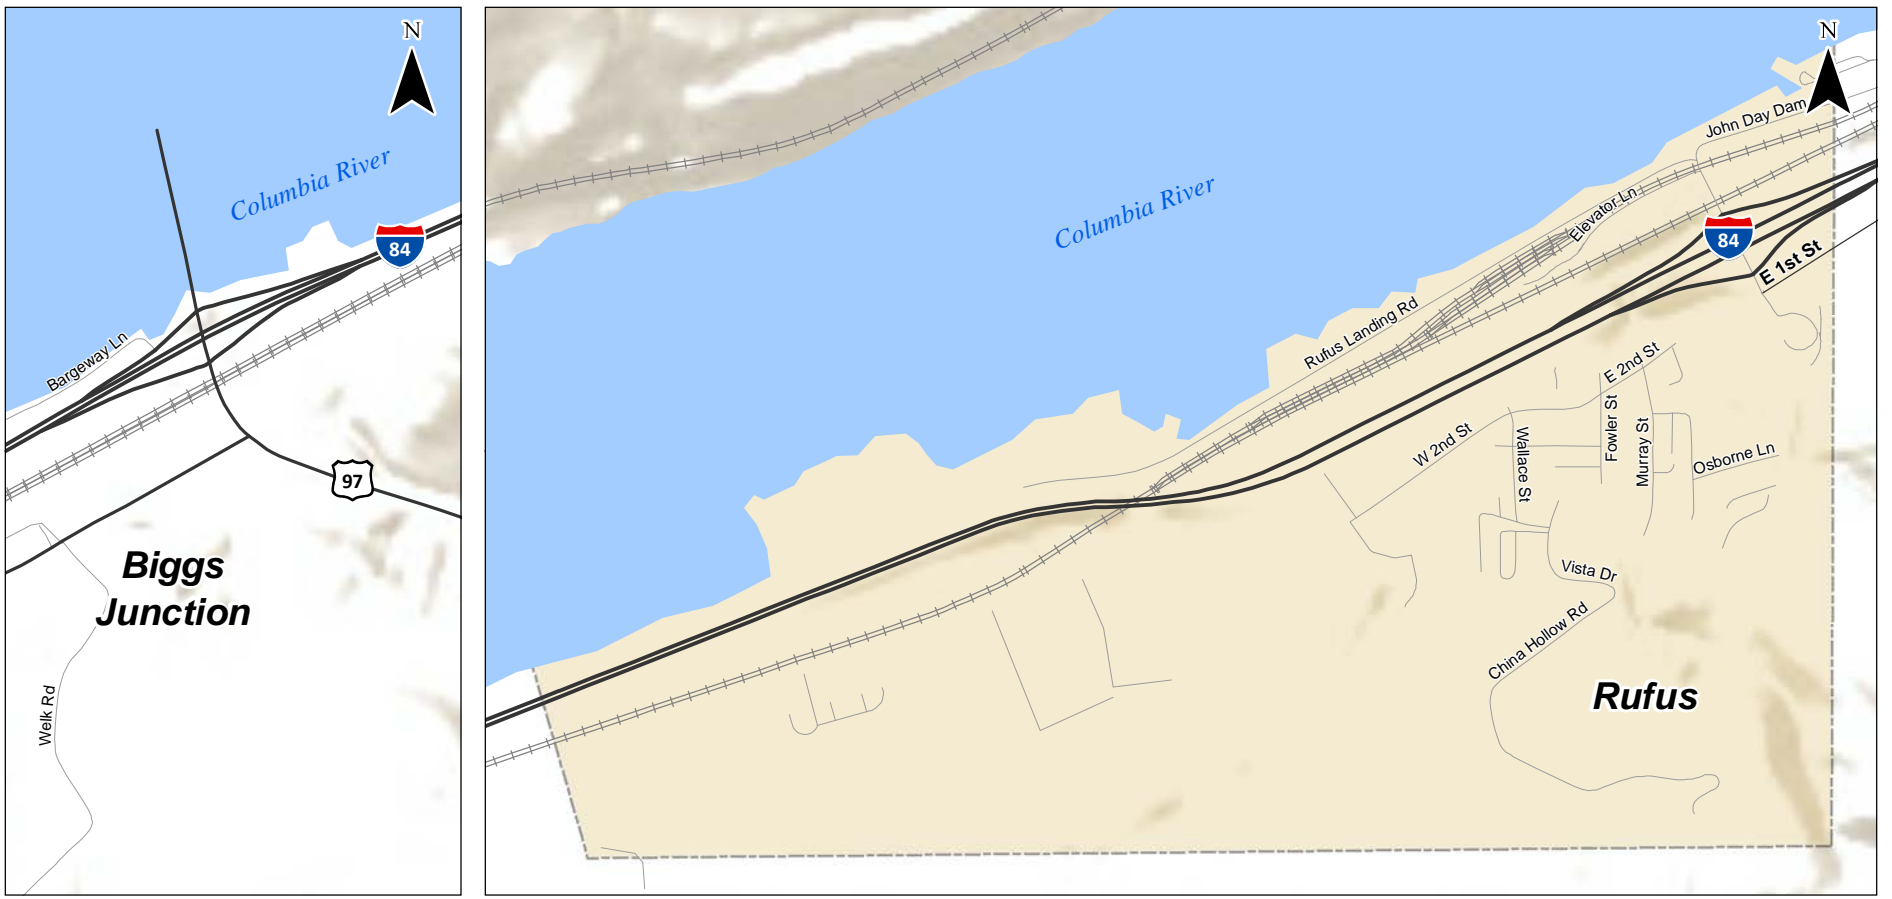 N
Columbia River
84
Bargeway Ln
97
Biggs
Junction
Welk Rd
N
John Day Dam
Columbia River
Elevator Ln
84
E 1st St
Rufus Landing Rd
E 2nd St
W 2nd St
Wallace St
Fowler St
Murray St
Osborne Ln
Vista Dr
China Hollow Rd
Rufus